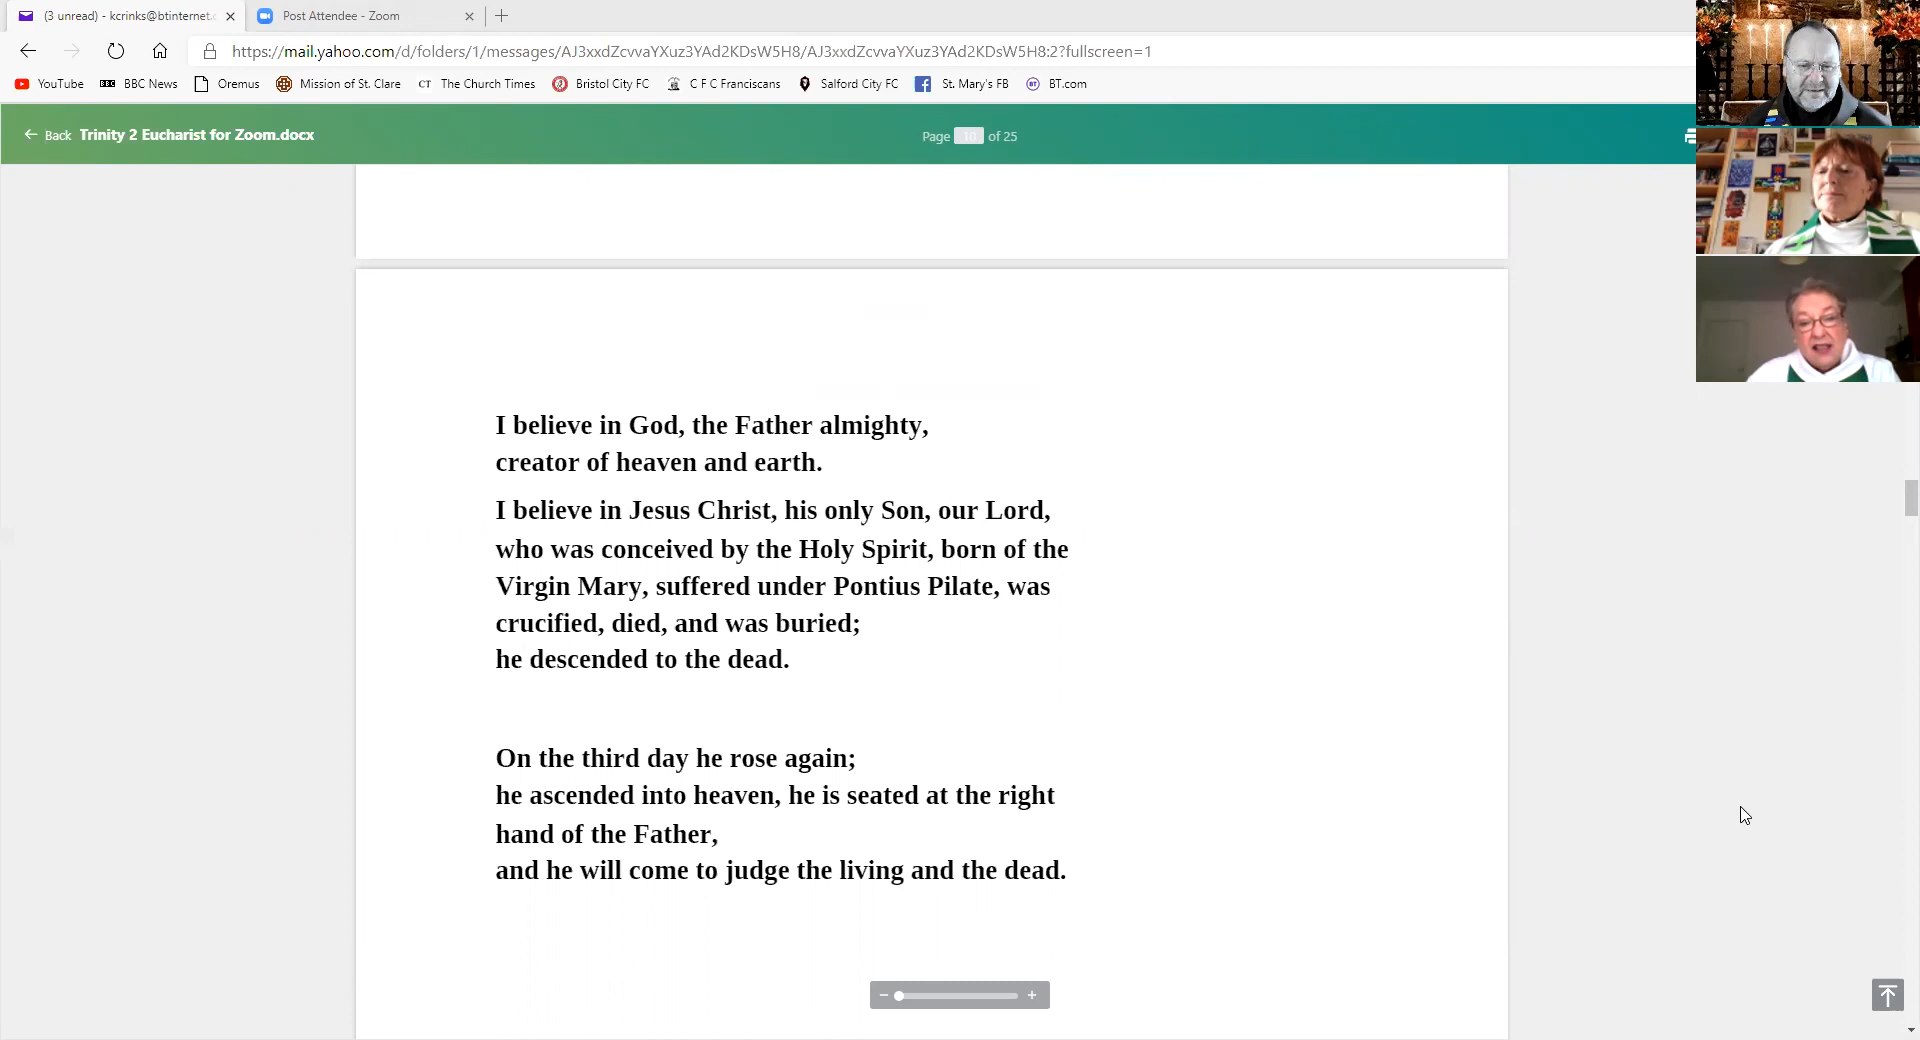 (3 unread) - kcrinks@btinternet.c
Post Attendee - Zoom
https://mail.yahoo.com/d/folders/1/messages/AJ3xxdZcvvaYXuz3YAd2KDsW5H8/AJ3xxdZcvvaYXuz3YAd2KDsW5H8:2?fullscreen=1
YouTube BBC BBC News Oremus Mission of St. Clare CT The Church Times Bristol City FC C F C Franciscans Salford City FC St. Mary's FB BT BT.com
Back Trinity 2 Eucharist for Zoom.docx Page 10 of 25
I believe in God, the Father almighty,
creator of heaven and earth.
I believe in Jesus Christ, his only Son, our Lord,
who was conceived by the Holy Spirit, born of the
Virgin Mary, suffered under Pontius Pilate, was
crucified, died, and was buried;
he descended to the dead.
On the third day he rose again;
he ascended into heaven, he is seated at the right
hand of the Father,
and he will come to judge the living and the dead.